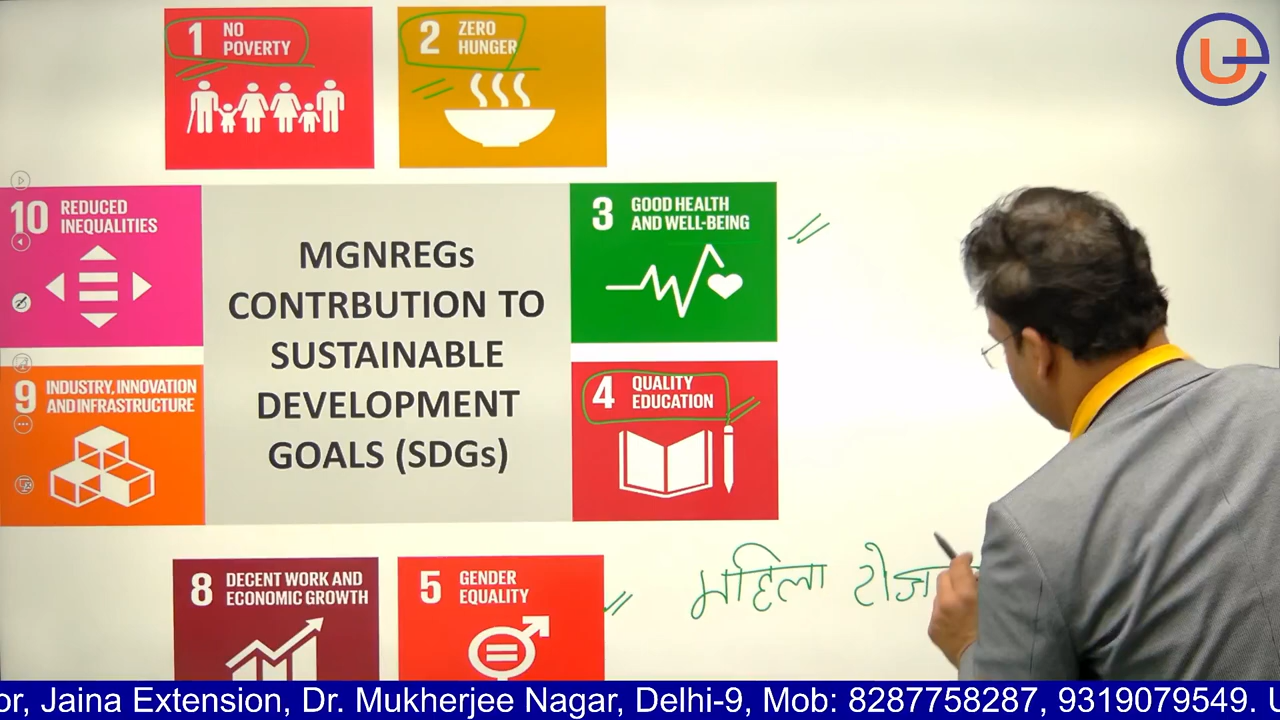 1 NO
POVERTY
2 ZERO
HUNGER
10 REDUCED
INEQUALITIES
MGNREGs
CONTRBUTION TO
SUSTAINABLE
DEVELOPMENT
GOALS (SDGs)
3 GOOD HEALTH
AND WELL-BEING
9 INDUSTRY, INNOVATION
AND INFRASTRUCTURE
4 QUALITY
EDUCATION
8 DECENT WORK AND
ECONOMIC GROWTH
5 GENDER
EQUALITY
महिला
or, Jaina Extension, Dr. Mukherjee Nagar, Delhi-9, Mob: 8287758287, 9319079549. U